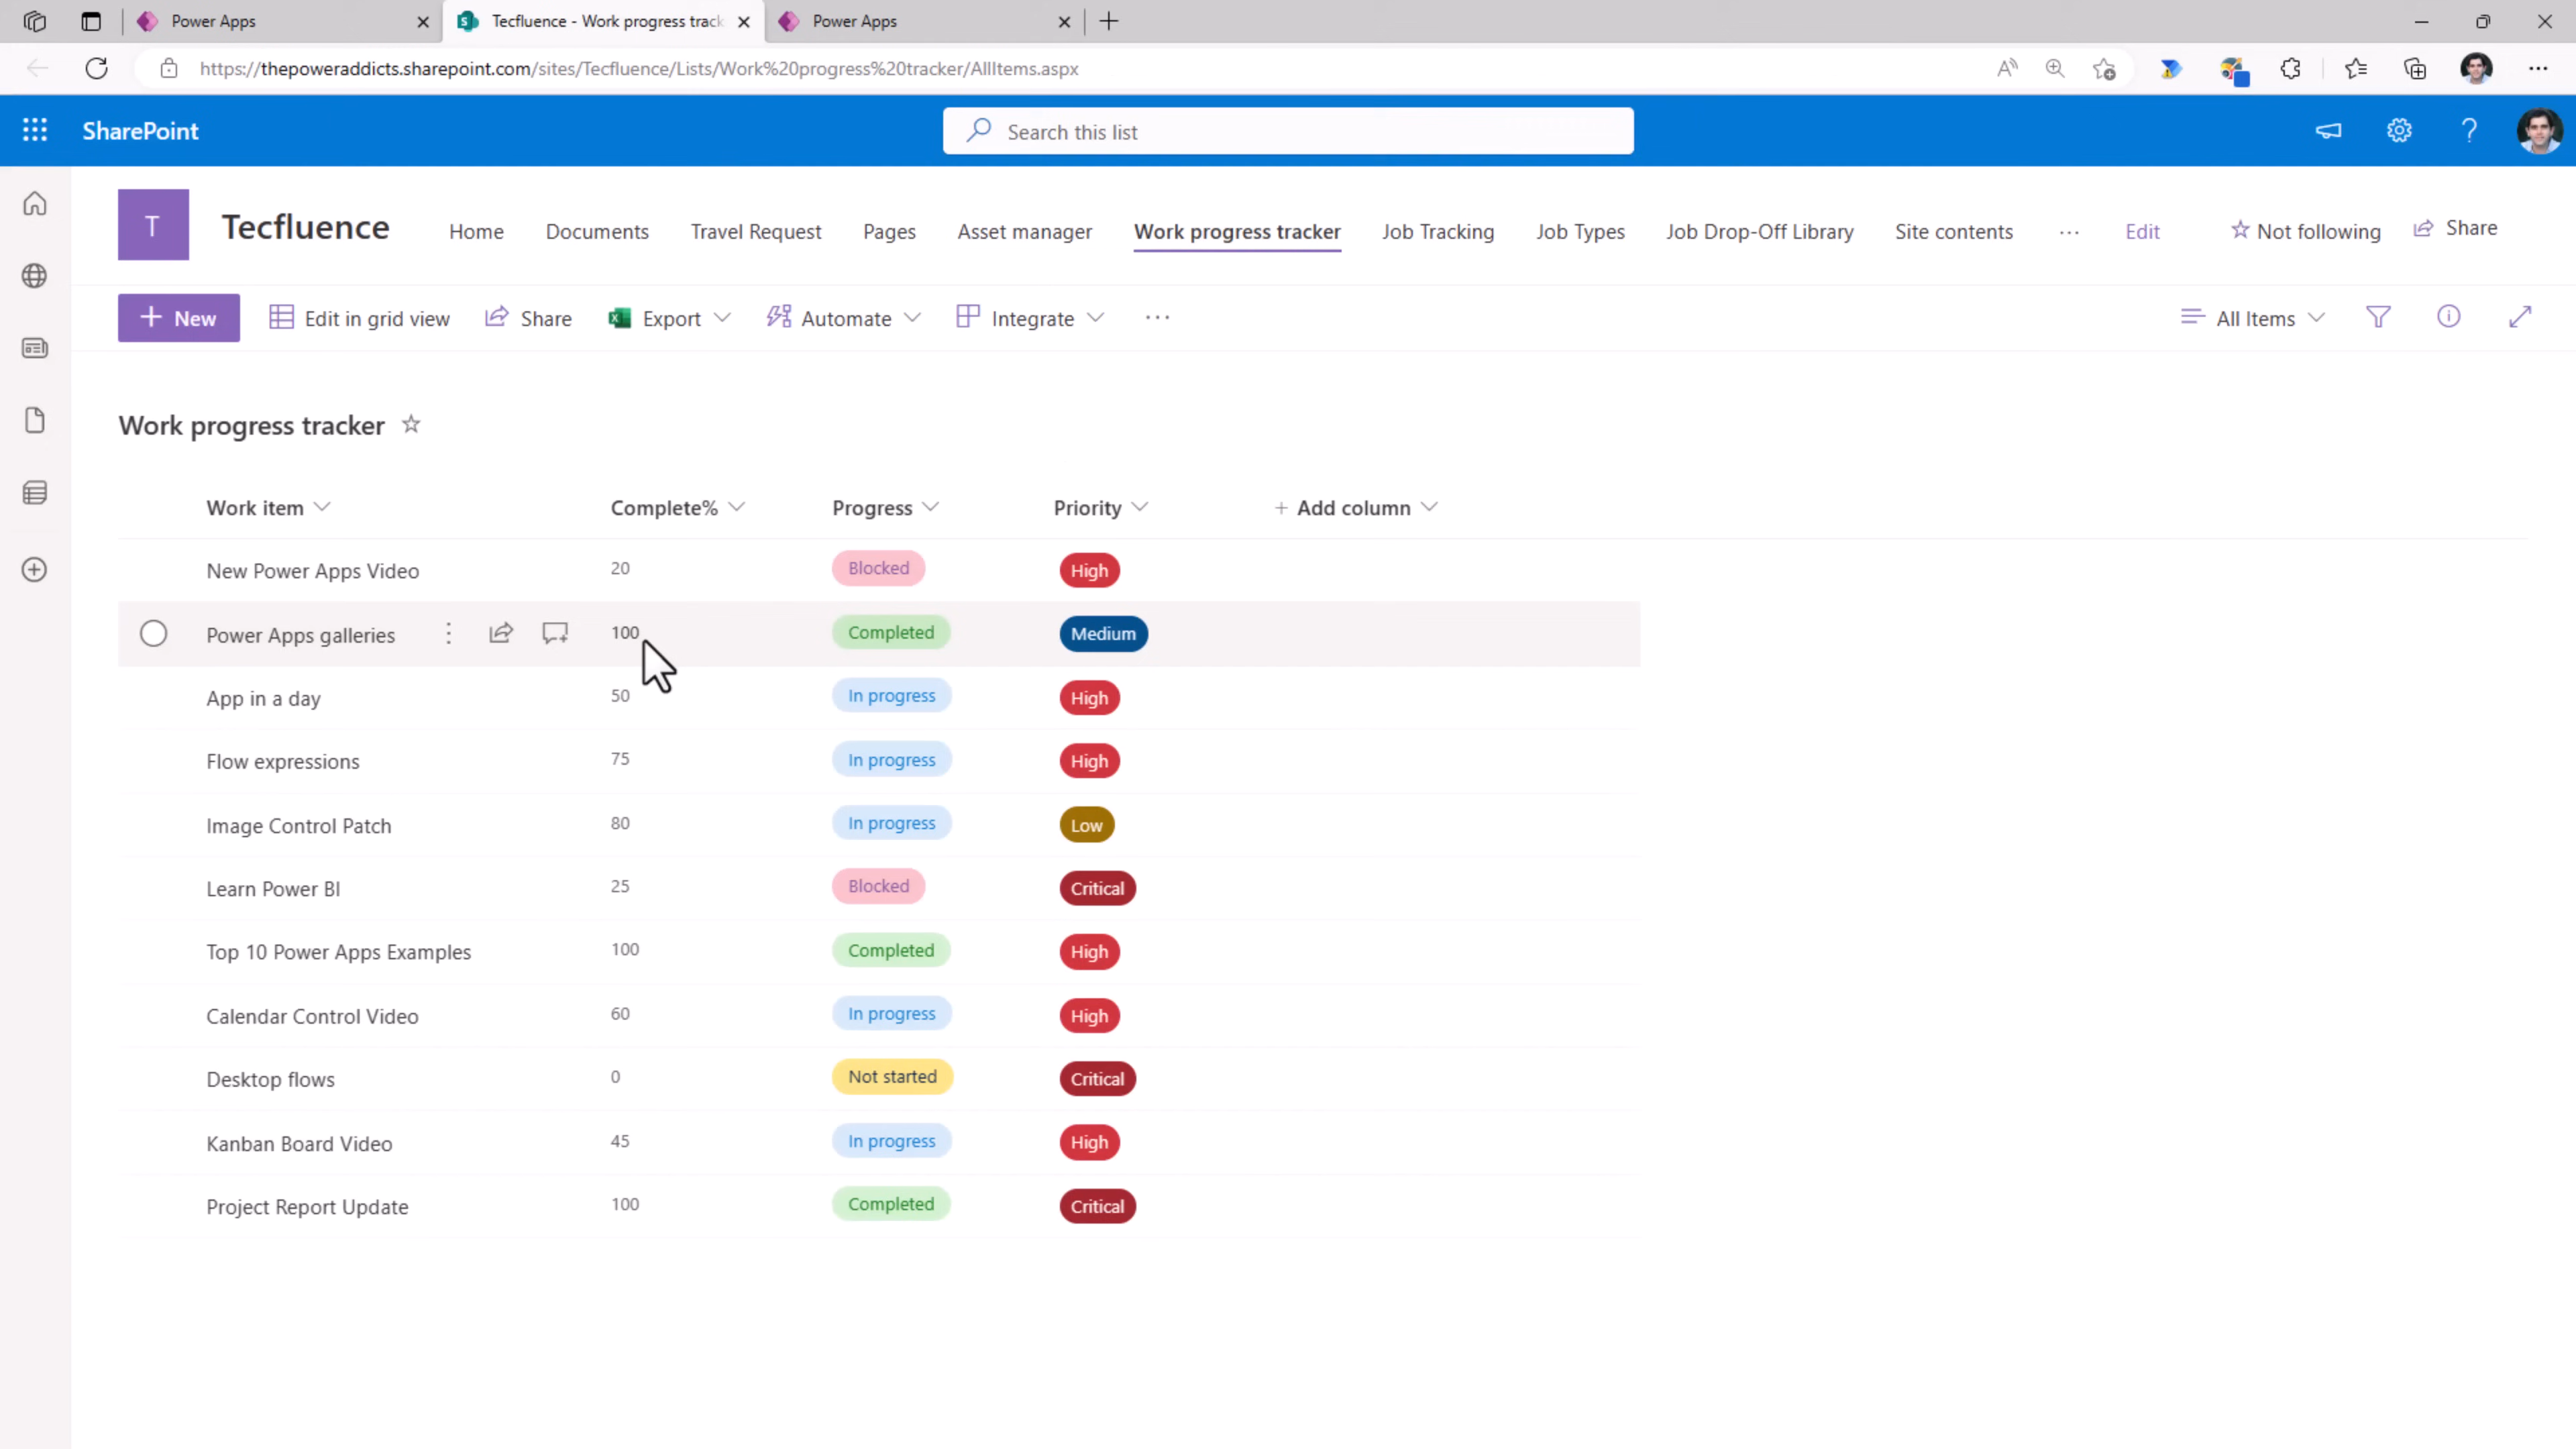 Power Apps
Tecfluence - Work progress track
Power Apps
https://thepoweraddicts.sharepoint.com/sites/Tecfluence/Lists/Work%20progress%20tracker/AllItems.aspx
SharePoint
Search this list
T
Tecfluence
Home Documents Travel Request Pages Asset manager Work progress tracker Job Tracking Job Types Job Drop-Off Library Site contents ... Edit Not following Share
+ New Edit in grid view Share Export Automate Integrate ... All Items
Work progress tracker
Work item Complete% Progress Priority + Add column
New Power Apps Video 20 Blocked High
Power Apps galleries 100 Completed Medium
App in a day 50 In progress High
Flow expressions 75 In progress High
Image Control Patch 80 In progress Low
Learn Power BI 25 Blocked Critical
Top 10 Power Apps Examples 100 Completed High
Calendar Control Video 60 In progress High
Desktop flows 0 Not started Critical
Kanban Board Video 45 In progress High
Project Report Update 100 Completed Critical